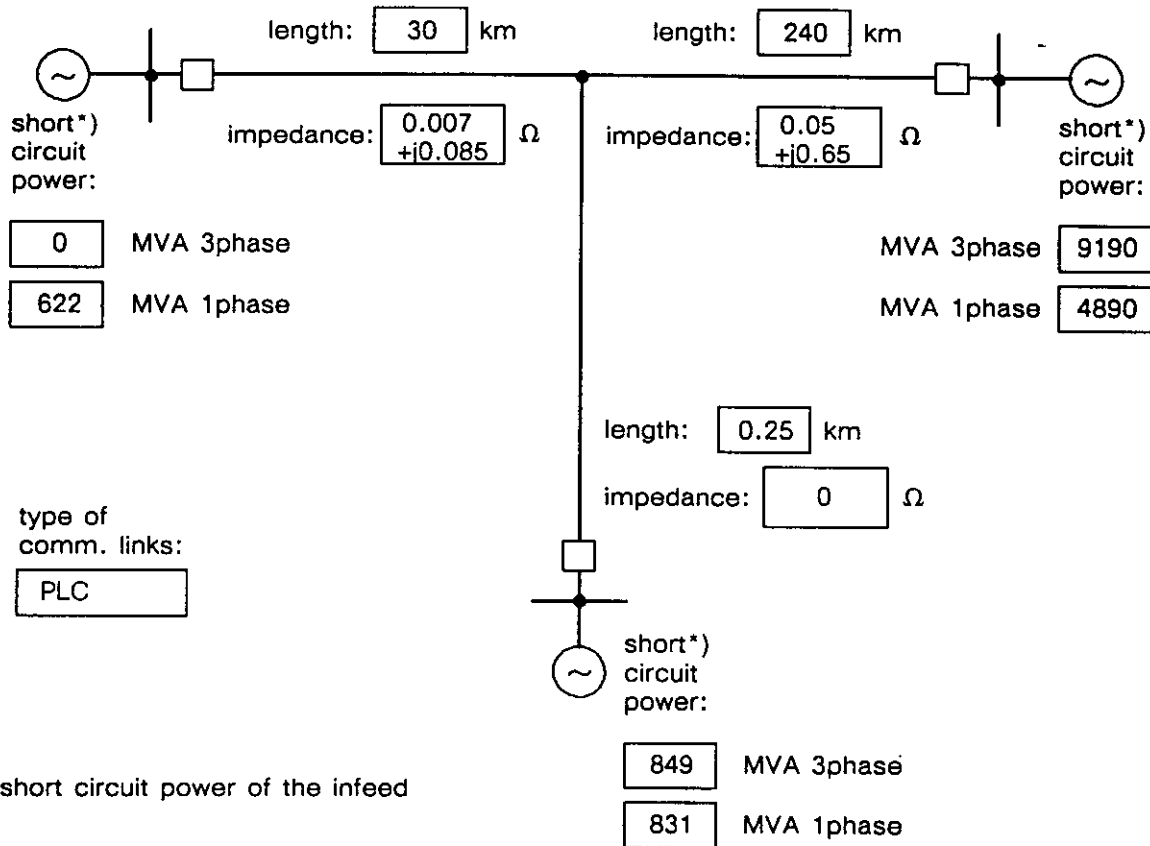 length: 30 km
length: 240 km
~
~
short*)
circuit
power:
impedance: 0.007
+j0.085 Ω
impedance: 0.05
+j0.65 Ω
short*)
circuit
power:
0 MVA 3phase
622 MVA 1phase
MVA 3phase 9190
MVA 1phase 4890
length: 0.25 km
impedance: 0 Ω
type of
comm. links:
PLC
~
short*)
circuit
power:
849 MVA 3phase
831 MVA 1phase
short circuit power of the infeed